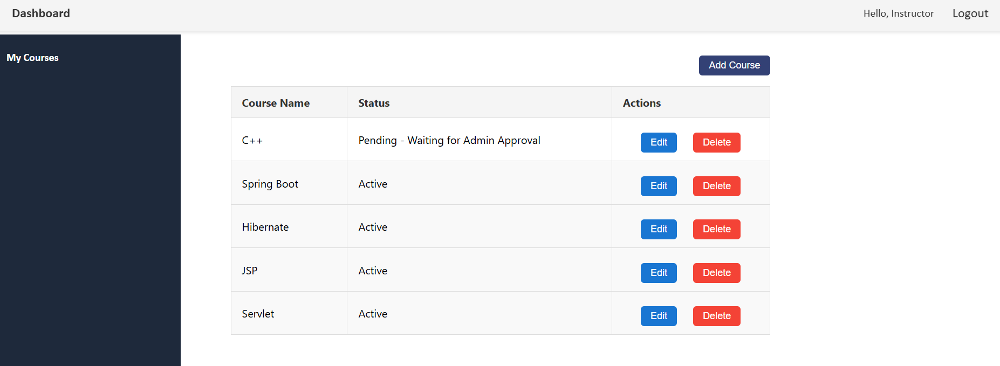 Dashboard
Hello, Instructor Logout
My Courses
Add Course
Course Name Status Actions
C++ Pending - Waiting for Admin Approval Edit Delete
Spring Boot Active Edit Delete
Hibernate Active Edit Delete
JSP Active Edit Delete
Servlet Active Edit Delete